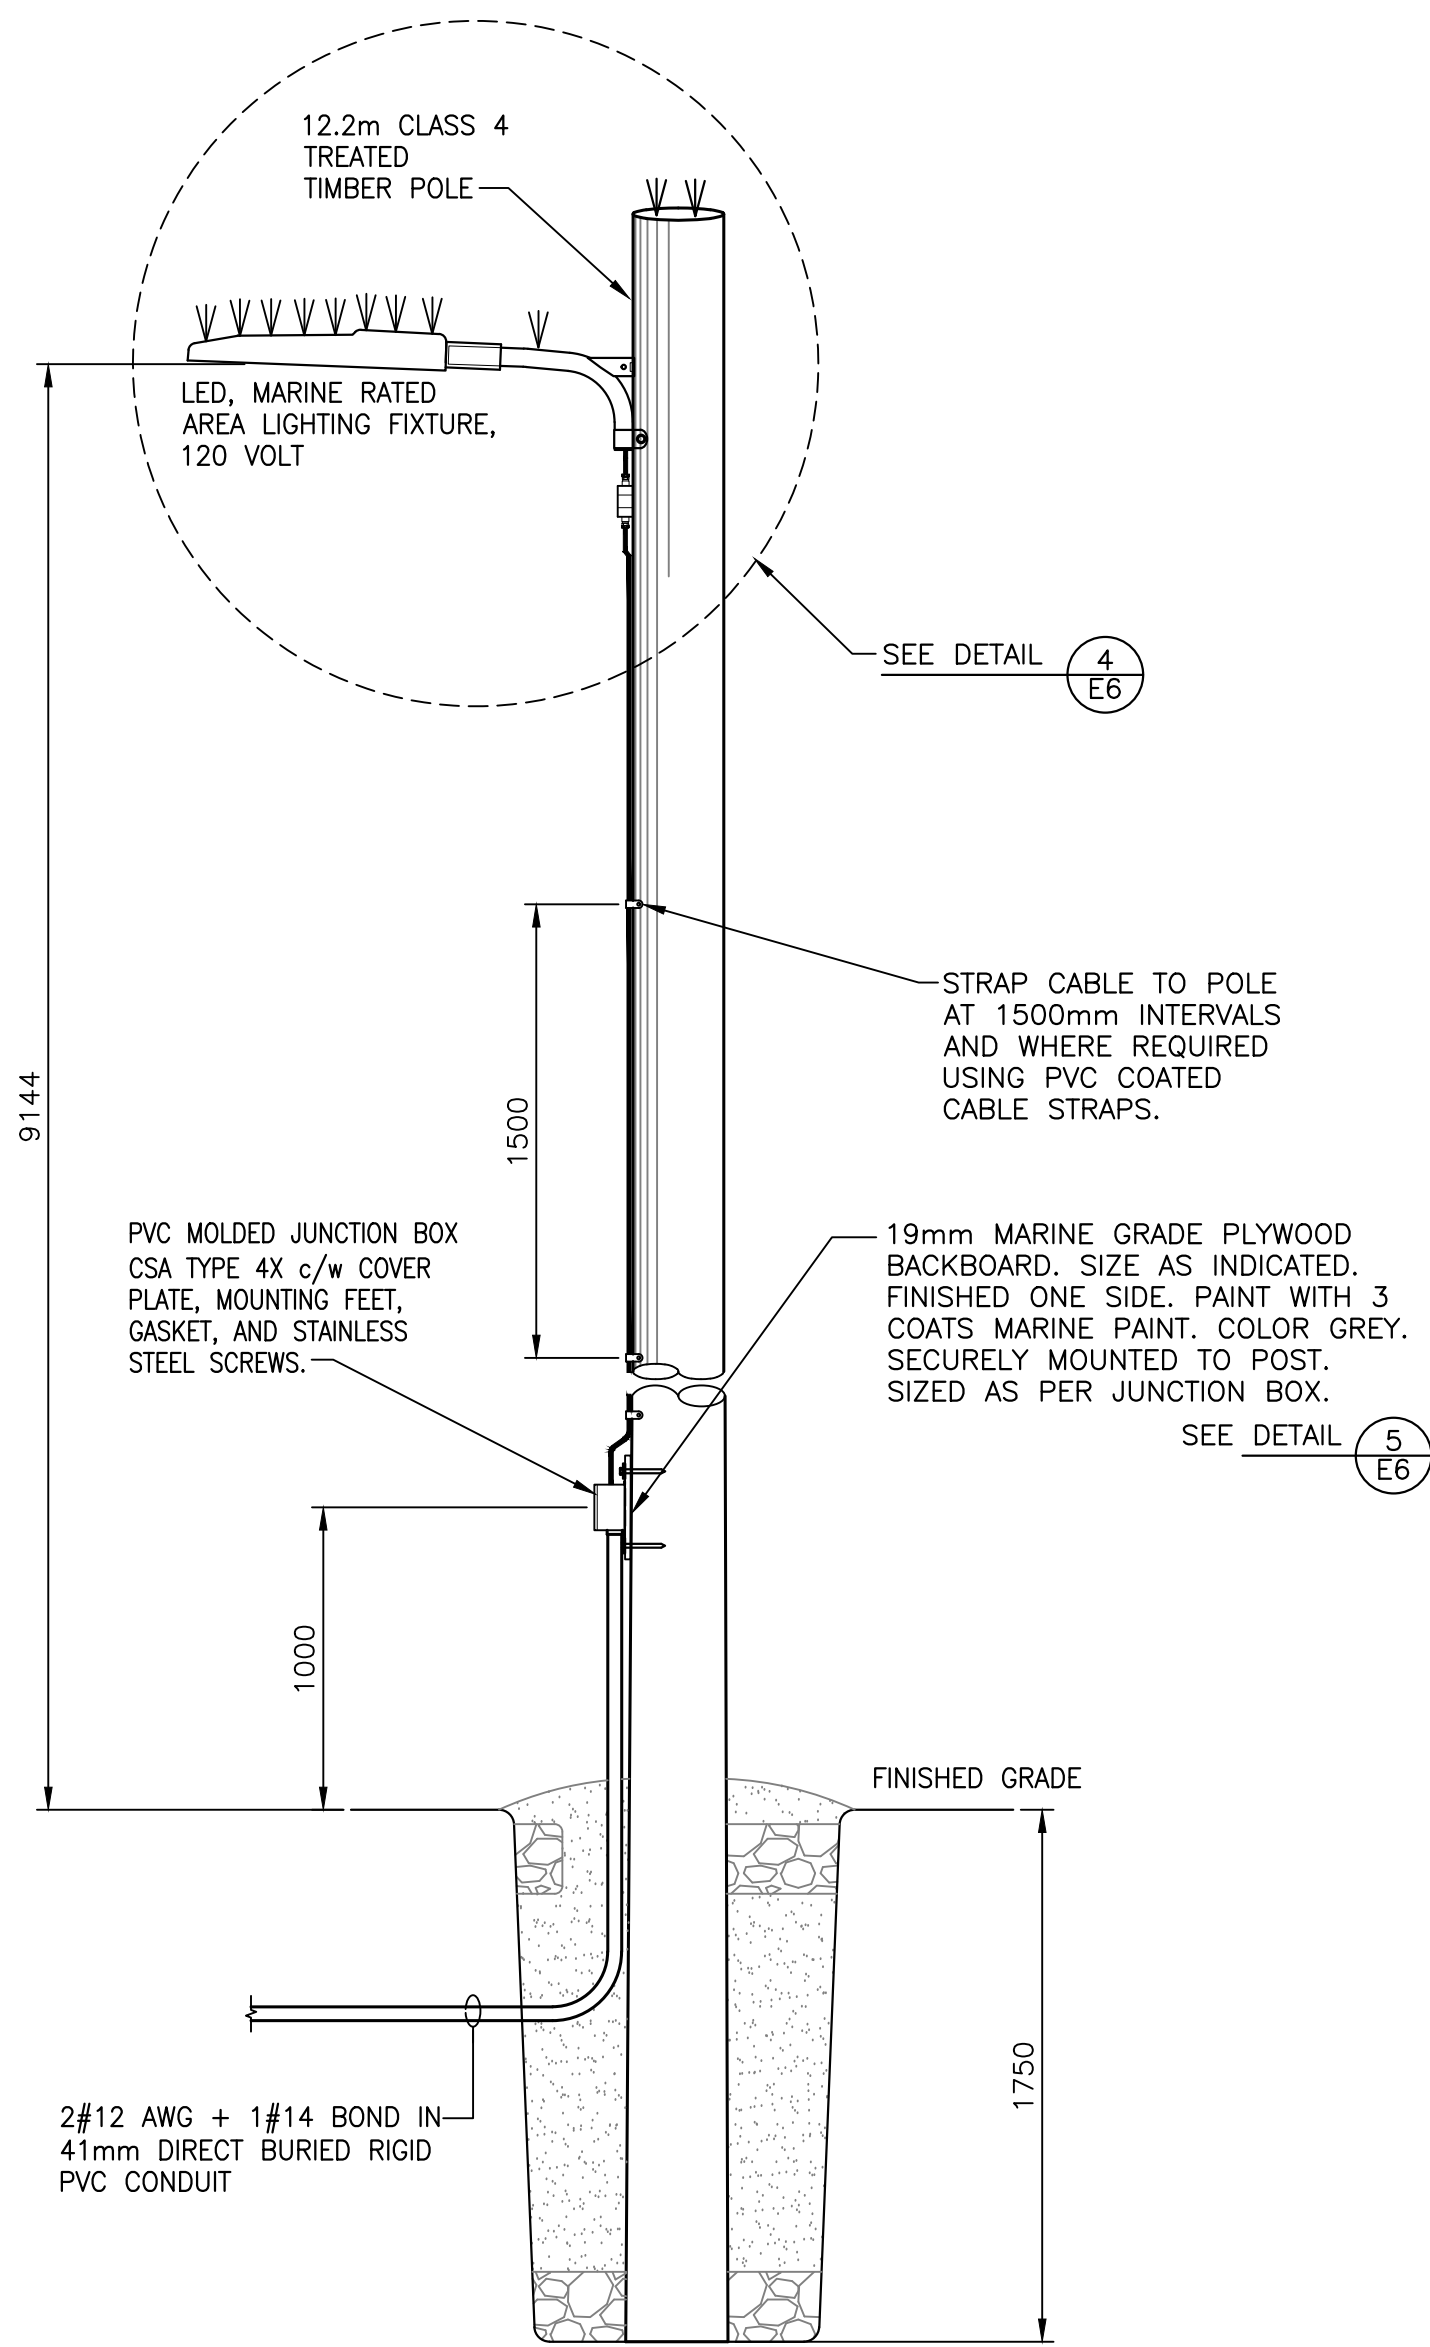 12.2m CLASS 4
TREATED
TIMBER POLE
LED, MARINE RATED
AREA LIGHTING FIXTURE,
120 VOLT
SEE DETAIL 4
E6
STRAP CABLE TO POLE
AT 1500mm INTERVALS
AND WHERE REQUIRED
USING PVC COATED
CABLE STRAPS.
9144
1500
PVC MOLDED JUNCTION BOX
CSA TYPE 4X c/w COVER
PLATE, MOUNTING FEET,
GASKET, AND STAINLESS
STEEL SCREWS.
19mm MARINE GRADE PLYWOOD
BACKBOARD. SIZE AS INDICATED.
FINISHED ONE SIDE. PAINT WITH 3
COATS MARINE PAINT. COLOR GREY.
SECURELY MOUNTED TO POST.
SIZED AS PER JUNCTION BOX.
SEE DETAIL 5
E6
1000
FINISHED GRADE
1750
2#12 AWG + 1#14 BOND IN
41mm DIRECT BURIED RIGID
PVC CONDUIT